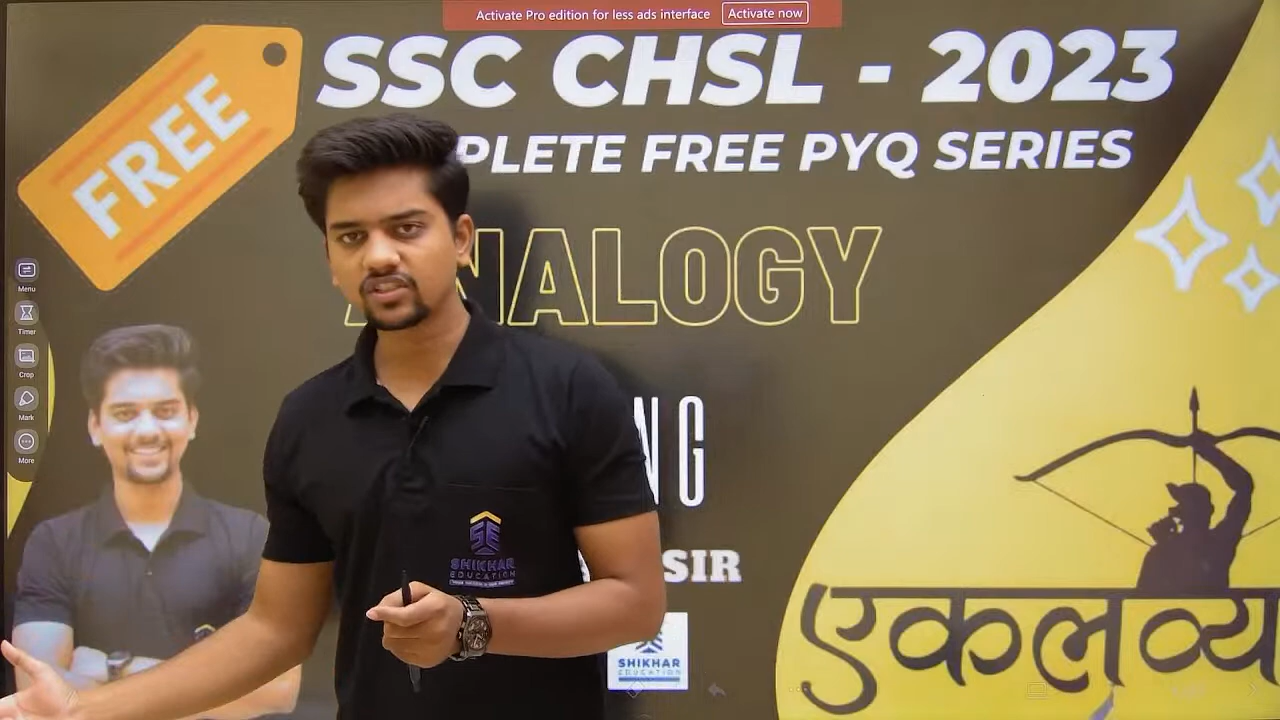 Activate Pro edition for less ads interface Activate now
FREE
SSC CHSL - 2023
PLETE FREE PYQ SERIES
NALOGY
Menu
Timer
Crop
Mark
More
NG
SIR
SHIKHAR
EDUCATION
SHIKHAR
EDUCATION
एकलव्य